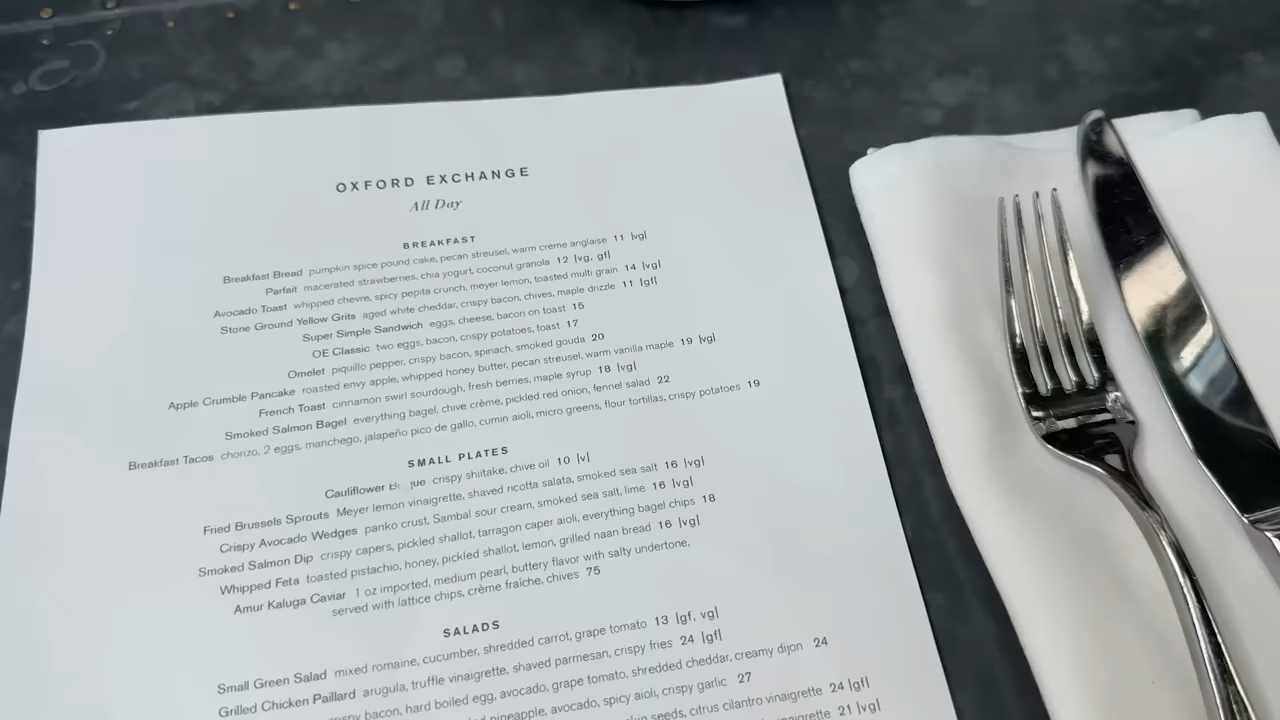 OXFORD EXCHANGE
All Day
BREAKFAST
Breakfast Bread pumpkin spice pound cake, pecan streusel, warm creme anglaise 11 |vg|
Parfait macerated strawberries, chia yogurt, coconut granola 12 |vg, gf|
Avocado Toast whipped chevre, spicy pepita crunch, meyer lemon, toasted multi grain 14 |vg|
Stone Ground Yellow Grits aged white cheddar, crispy bacon, chives, maple drizzle 11 |gf|
Super Simple Sandwich eggs, cheese, bacon on toast 15
OE Classic two eggs, bacon, crispy potatoes, toast 17
Omelet piquillo pepper, crispy bacon, spinach, smoked gouda 20
Apple Crumble Pancake roasted envy apple, whipped honey butter, pecan streusel, warm vanilla maple 19 |vg|
French Toast cinnamon swirl sourdough, fresh berries, maple syrup 18 |vg|
Smoked Salmon Bagel everything bagel, chive crème, pickled red onion, fennel salad 22
Breakfast Tacos chorizo, 2 eggs, manchego, jalapeño pico de gallo, cumin aioli, micro greens, flour tortillas, crispy potatoes 19
SMALL PLATES
Cauliflower crispy shiitake, chive oil 10 |v|
Fried Brussels Sprouts Meyer lemon vinaigrette, shaved ricotta salata, smoked sea salt 16 |vg|
Crispy Avocado Wedges panko crust, Sambal sour cream, smoked sea salt, lime 16 |vg|
Smoked Salmon Dip crispy capers, pickled shallot, tarragon caper aioli, everything bagel chips 18
Whipped Feta toasted pistachio, honey, pickled shallot, lemon, grilled naan bread 16 |vg|
Amur Kaluga Caviar 1 oz imported, medium pearl, buttery flavor with salty undertone,
served with lattice chips, crème fraîche, chives 75
SALADS
Small Green Salad mixed romaine, cucumber, shredded carrot, grape tomato 13 |gf, vg|
Grilled Chicken Paillard arugula, truffle vinaigrette, shaved parmesan, crispy fries 24 |gf|
bacon, hard boiled egg, avocado, grape tomato, shredded cheddar, creamy dijon 24
pineapple, avocado, spicy aioli, crispy garlic 27
seeds, citrus cilantro vinaigrette 24 |gf|
21 |vg|